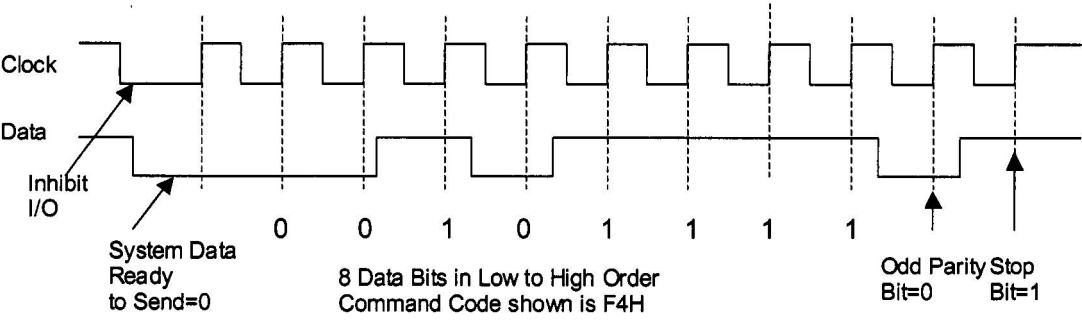 Clock
Data
Inhibit
I/O
0 0 1 0 1 1 1 1
System Data
Ready
to Send=0
8 Data Bits in Low to High Order
Command Code shown is F4H
Odd Parity
Bit=0
Stop
Bit=1